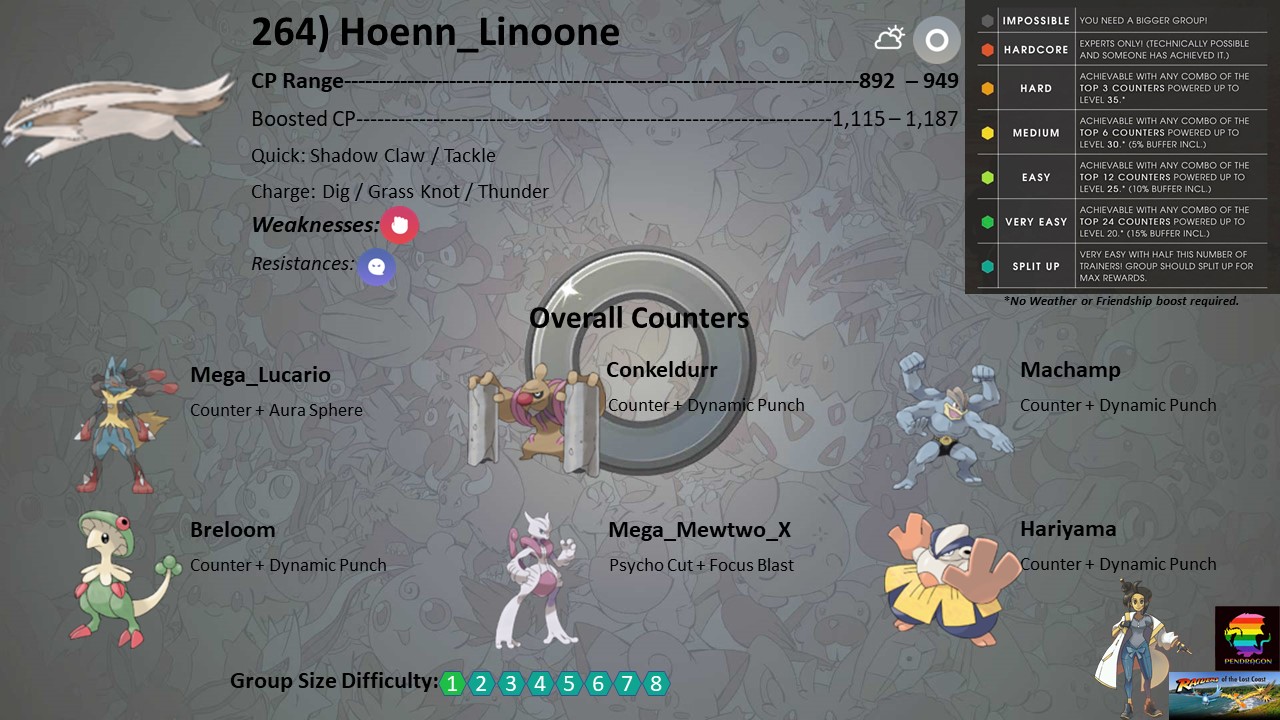 264) Hoenn_Linoone
CP Range------------------------------------------------------------------------------------892 – 949
Boosted CP------------------------------------------------------------------------------1,115 – 1,187
Quick: Shadow Claw / Tackle
Charge: Dig / Grass Knot / Thunder
Weaknesses:
Resistances:
IMPOSSIBLE YOU NEED A BIGGER GROUP!
HARDCORE EXPERTS ONLY! (TECHNICALLY POSSIBLE
AND SOMEONE HAS ACHIEVED IT.)
HARD ACHIEVABLE WITH ANY COMBO OF THE
TOP 3 COUNTERS POWERED UP TO
LEVEL 35.*
MEDIUM ACHIEVABLE WITH ANY COMBO OF THE
TOP 6 COUNTERS POWERED UP TO
LEVEL 30.* (5% BUFFER INCL.)
EASY ACHIEVABLE WITH ANY COMBO OF THE
TOP 12 COUNTERS POWERED UP TO
LEVEL 25.* (10% BUFFER INCL.)
VERY EASY ACHIEVABLE WITH ANY COMBO OF THE
TOP 24 COUNTERS POWERED UP TO
LEVEL 20.* (15% BUFFER INCL.)
SPLIT UP VERY EASY WITH HALF THIS NUMBER OF
TRAINERS! GROUP SHOULD SPLIT UP FOR
MAX REWARDS.
*No Weather or Friendship boost required.
Overall Counters
Mega_Lucario
Counter + Aura Sphere
Conkeldurr
Counter + Dynamic Punch
Machamp
Counter + Dynamic Punch
Breloom
Counter + Dynamic Punch
Mega_Mewtwo_X
Psycho Cut + Focus Blast
Hariyama
Counter + Dynamic Punch
Group Size Difficulty: 1 2 3 4 5 6 7 8
PENDROGON
RAIDERS of the Lost Coast